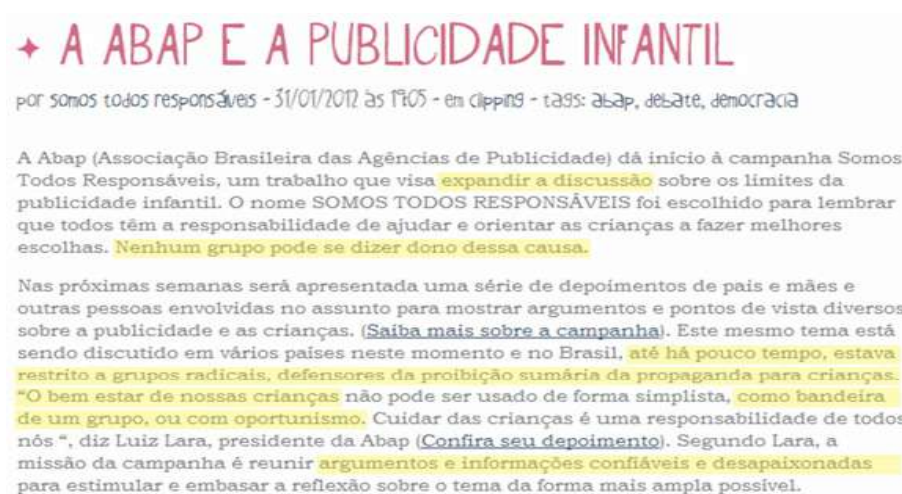 + A ABAP E A PUBLICIDADE INFANTIL
por somos todos responsáveis - 31/01/2012 às 19:05 - em clipping - tags: abap, debate, democracia
A Abap (Associação Brasileira das Agências de Publicidade) dá início à campanha Somos
Todos Responsáveis, um trabalho que visa expandir a discussão sobre os limites da
publicidade infantil. O nome SOMOS TODOS RESPONSÁVEIS foi escolhido para lembrar
que todos têm a responsabilidade de ajudar e orientar as crianças a fazer melhores
escolhas. Nenhum grupo pode se dizer dono dessa causa.
Nas próximas semanas será apresentada uma série de depoimentos de pais e mães e
outras pessoas envolvidas no assunto para mostrar argumentos e pontos de vista diversos
sobre a publicidade e as crianças. (Saiba mais sobre a campanha). Este mesmo tema está
sendo discutido em vários países neste momento e no Brasil, até há pouco tempo, estava
restrito a grupos radicais, defensores da proibição sumária da propaganda para crianças.
"O bem estar de nossas crianças não pode ser usado de forma simplista, como bandeira
de um grupo, ou com oportunismo. Cuidar das crianças é uma responsabilidade de todos
nós ", diz Luiz Lara, presidente da Abap (Confira seu depoimento). Segundo Lara, a
missão da campanha é reunir argumentos e informações confiáveis e desapaixonadas
para estimular e embasar a reflexão sobre o tema da forma mais ampla possível.